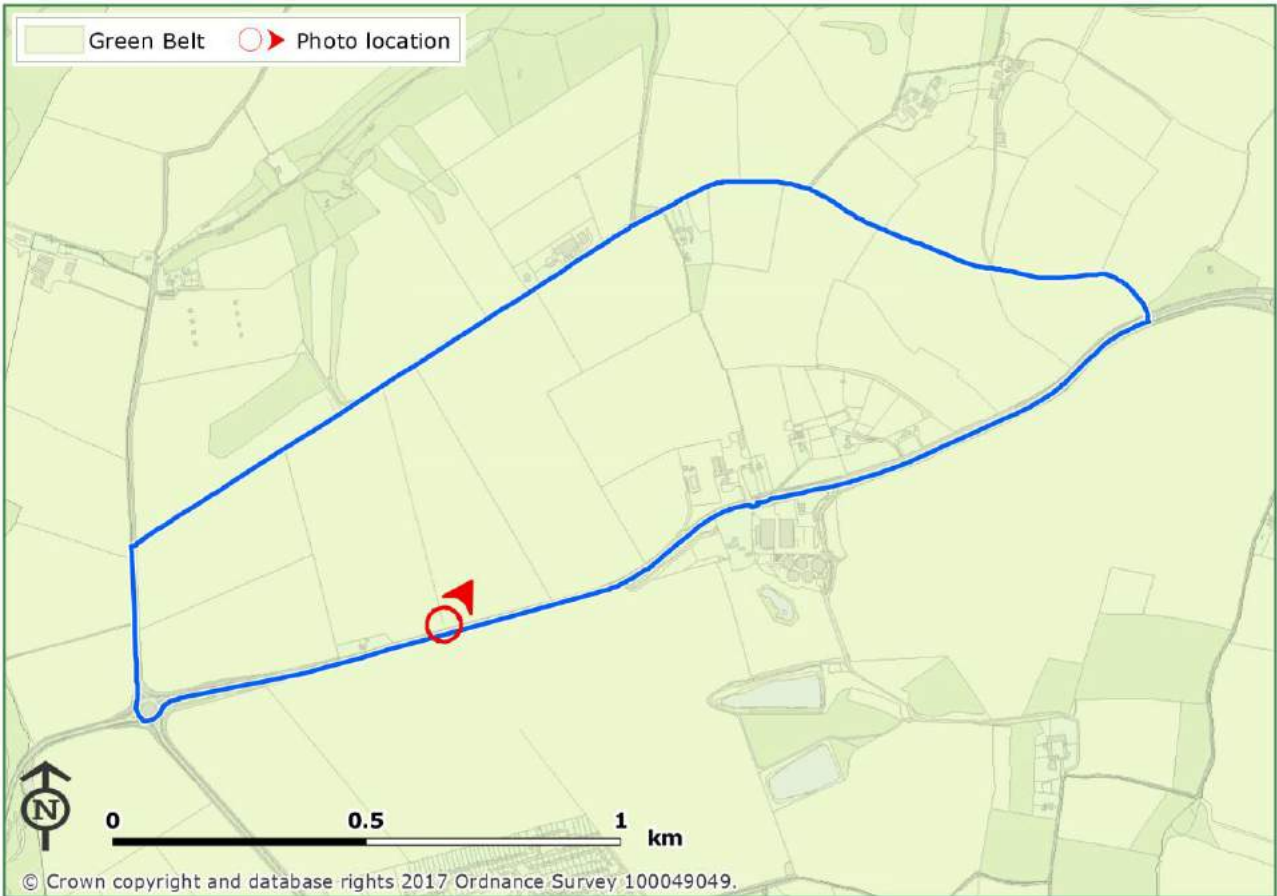 Green Belt Photo location
N
0 0.5 1
km
© Crown copyright and database rights 2017 Ordnance Survey 100049049.